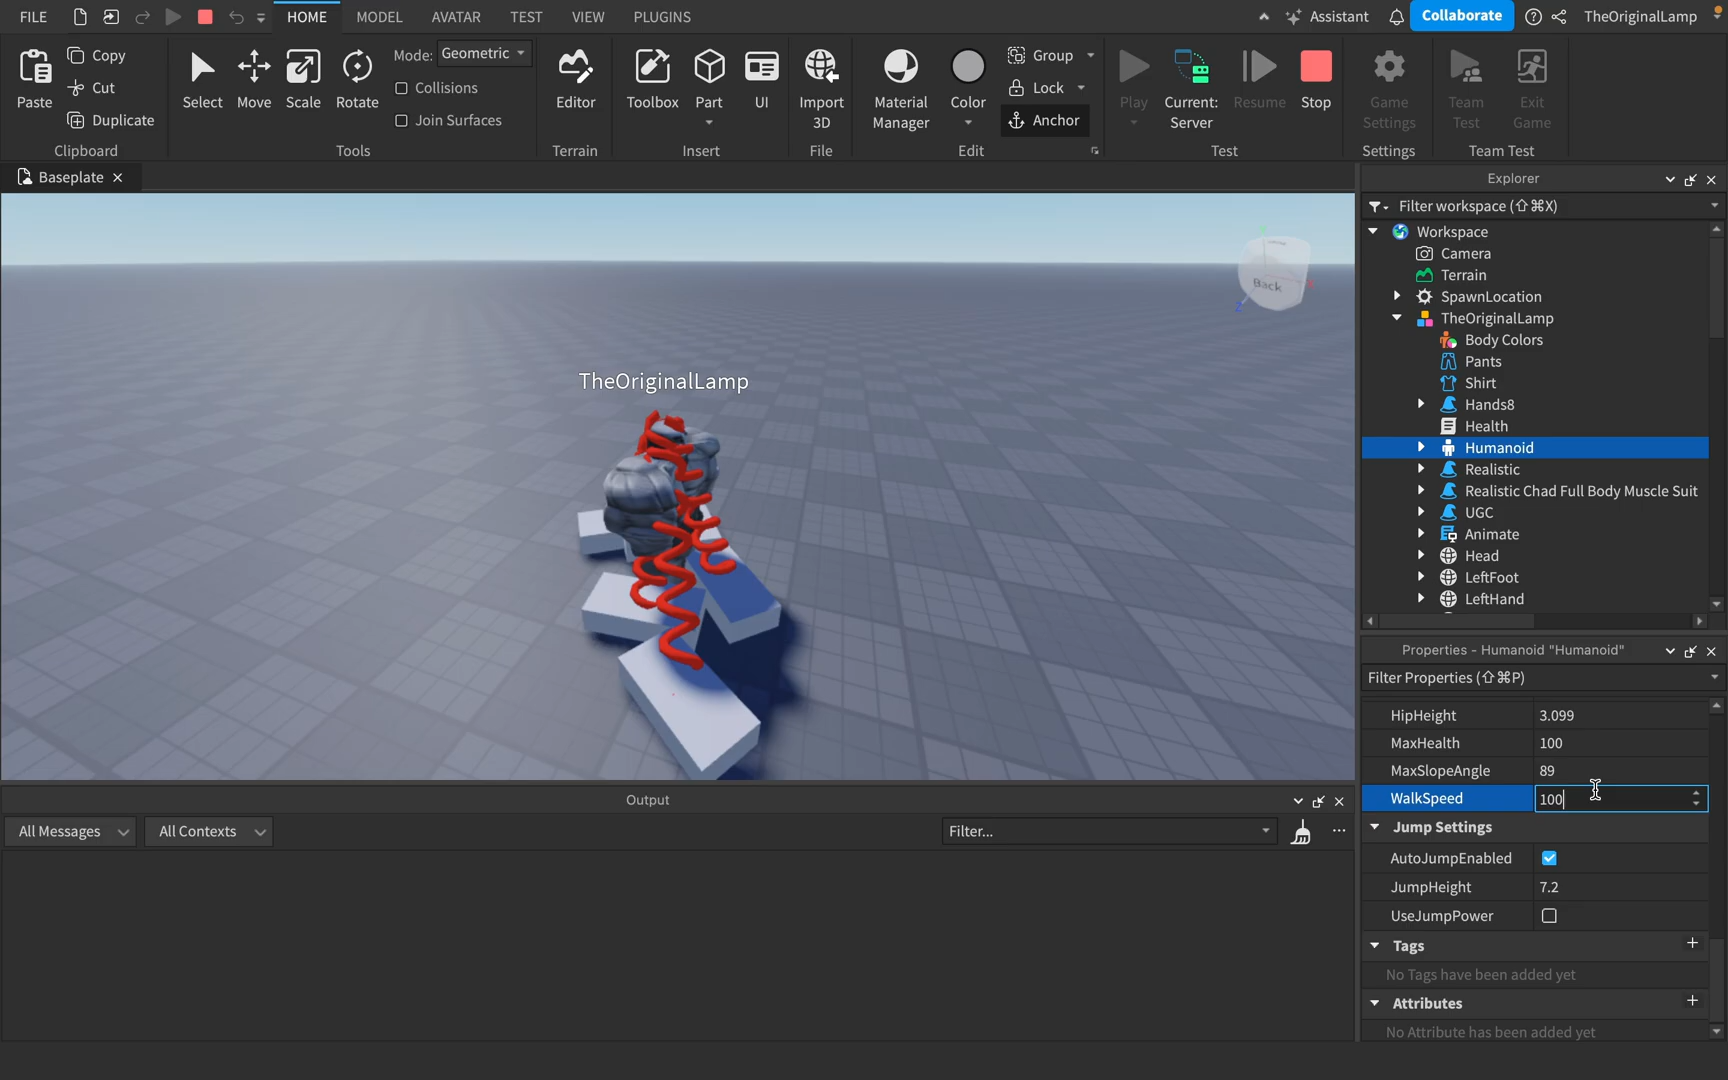 FILE HOME MODEL AVATAR TEST VIEW PLUGINS Assistant Collaborate TheOriginalLamp
Paste Copy Cut Duplicate
Clipboard
Select Move Scale Rotate
Mode: Geometric
Collisions
Join Surfaces
Tools
Editor
Terrain
Toolbox Part UI
Insert
Import
3D
File
Material
Manager
Color
Group
Lock
Anchor
Edit
Play
Current:
Server
Resume Stop
Test
Game
Settings
Settings
Team
Test
Exit
Game
Team Test
Baseplate
Back
TheOriginalLamp
Output
All Messages All Contexts Filter...
Explorer
Filter workspace (⇧⌘X)
Workspace
Camera
Terrain
SpawnLocation
TheOriginalLamp
Body Colors
Pants
Shirt
Hands8
Health
Humanoid
Realistic
Realistic Chad Full Body Muscle Suit
UGC
Animate
Head
LeftFoot
LeftHand
Properties - Humanoid "Humanoid"
Filter Properties (⇧⌘P)
HipHeight 3.099
MaxHealth 100
MaxSlopeAngle 89
WalkSpeed 100
Jump Settings
AutoJumpEnabled
JumpHeight 7.2
UseJumpPower
Tags
No Tags have been added yet
Attributes
No Attribute has been added yet